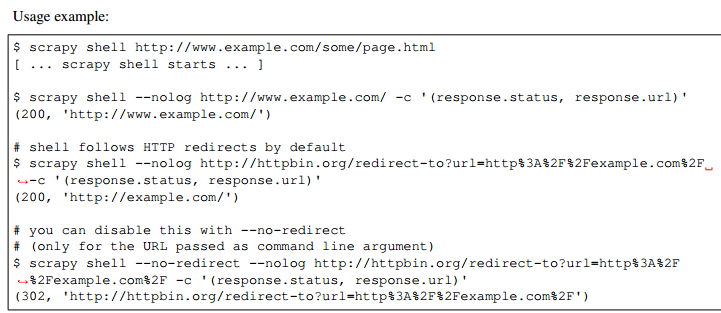 Usage example:
$ scrapy shell http://www.example.com/some/page.html
[ ... scrapy shell starts ... ]
$ scrapy shell --nolog http://www.example.com/ -c '(response.status, response.url)'
(200, 'http://www.example.com/')
# shell follows HTTP redirects by default
$ scrapy shell --nolog http://httpbin.org/redirect-to?url=http%3A%2F%2Fexample.com%2F␣
↪-c '(response.status, response.url)'
(200, 'http://example.com/')
# you can disable this with --no-redirect
# (only for the URL passed as command line argument)
$ scrapy shell --no-redirect --nolog http://httpbin.org/redirect-to?url=http%3A%2F
↪%2Fexample.com%2F -c '(response.status, response.url)'
(302, 'http://httpbin.org/redirect-to?url=http%3A%2F%2Fexample.com%2F')